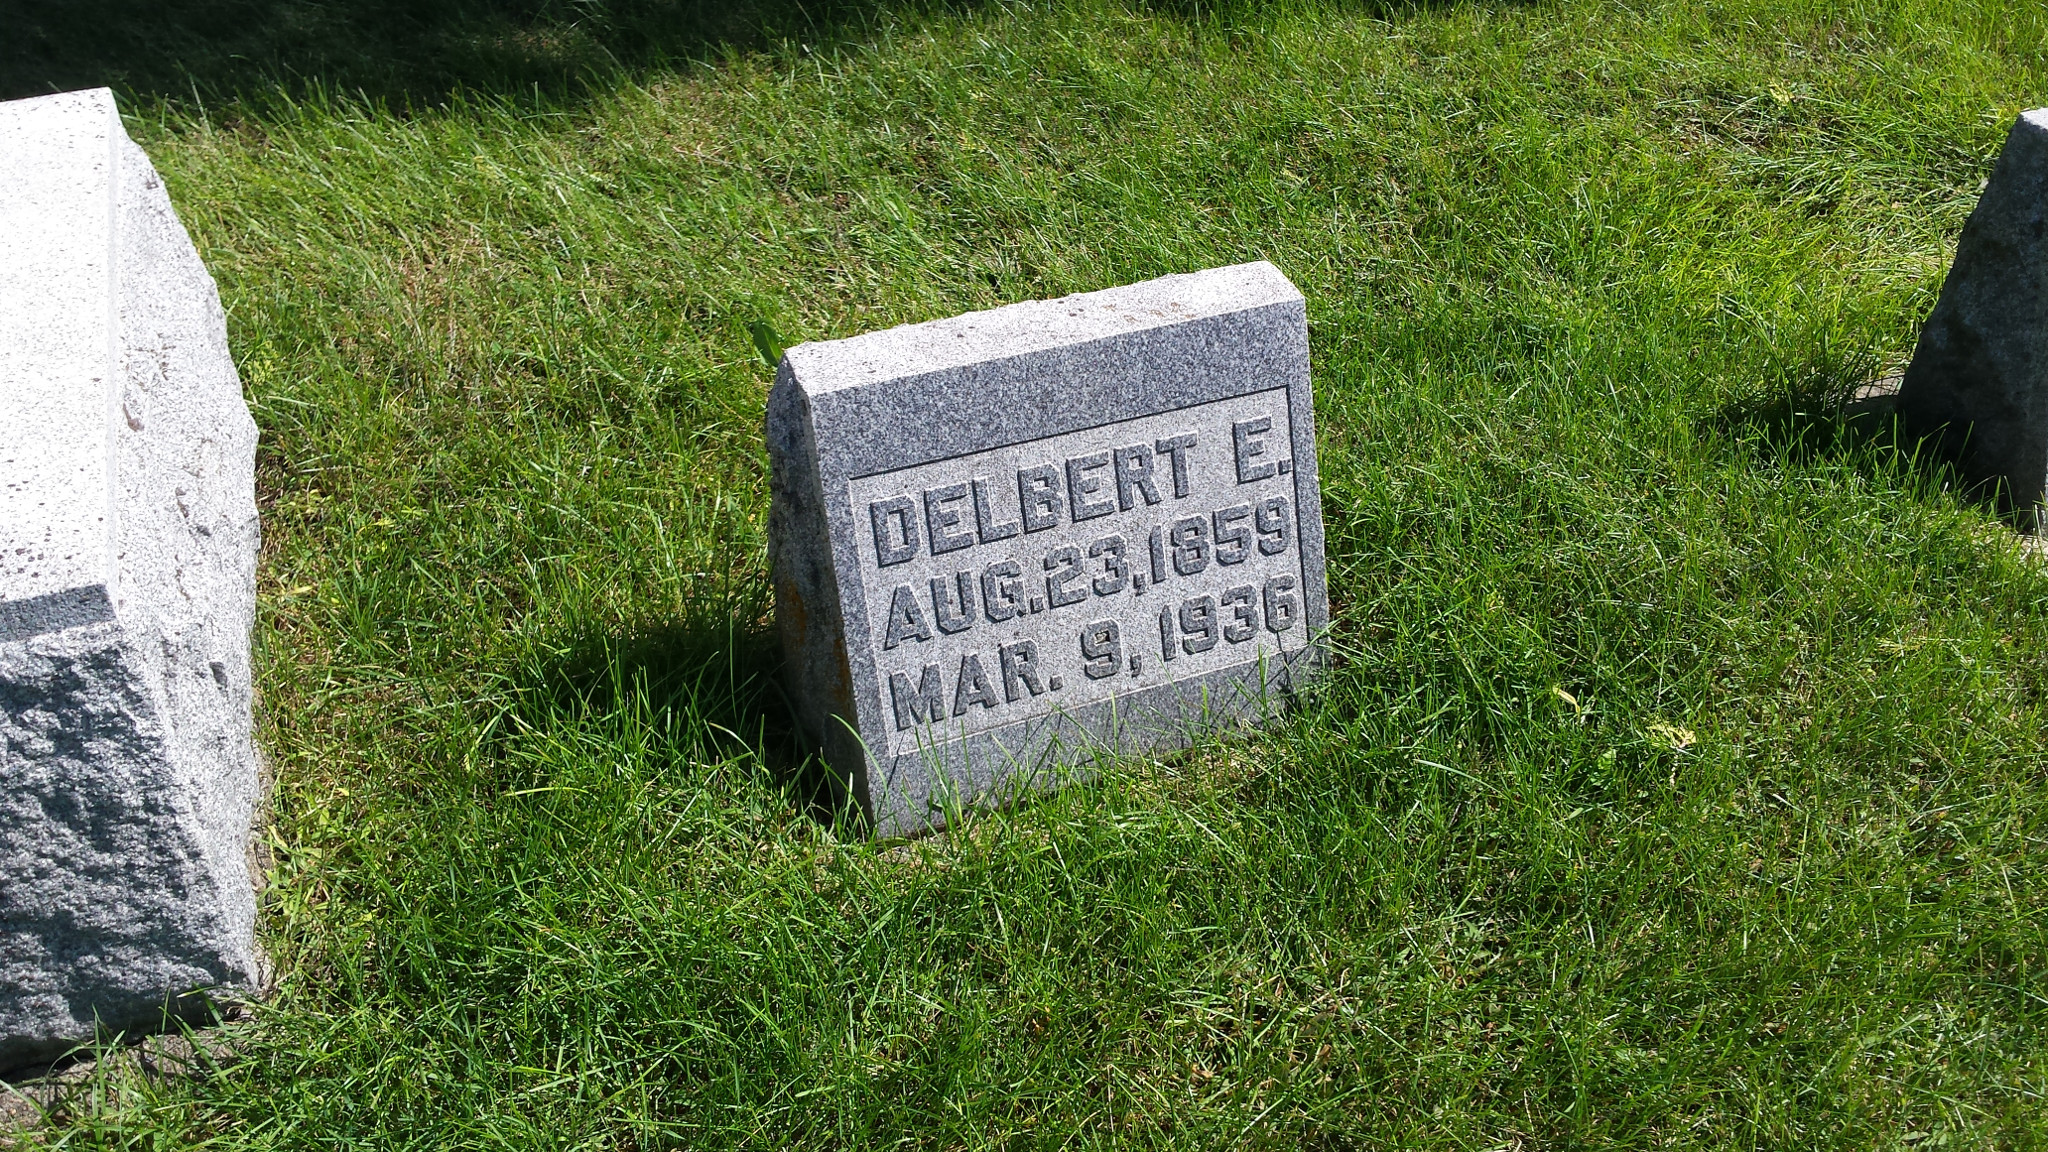 DELBERT E.
AUG. 23, 1859
MAR. 9, 1936